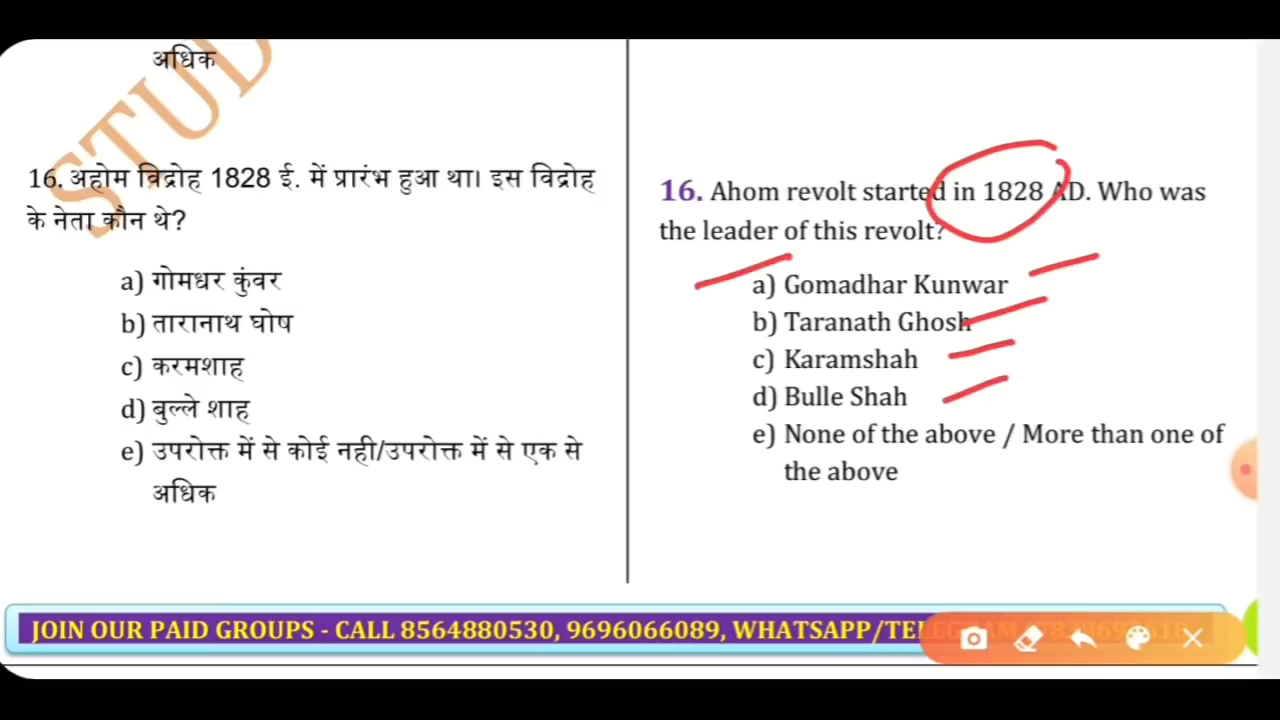 अधिक
STUD
16. अहोम विद्रोह 1828 ई. में प्रारंभ हुआ था। इस विद्रोह
के नेता कौन थे?
a) गोमधर कुंवर
b) तारानाथ घोष
c) करमशाह
d) बुल्ले शाह
e) उपरोक्त में से कोई नही/उपरोक्त में से एक से
अधिक
16. Ahom revolt started in 1828 AD. Who was
the leader of this revolt?
a) Gomadhar Kunwar
b) Taranath Ghosh
c) Karamshah
d) Bulle Shah
e) None of the above / More than one of
the above
JOIN OUR PAID GROUPS - CALL 8564880530, 9696066089, WHATSAPP/TELEGRAM